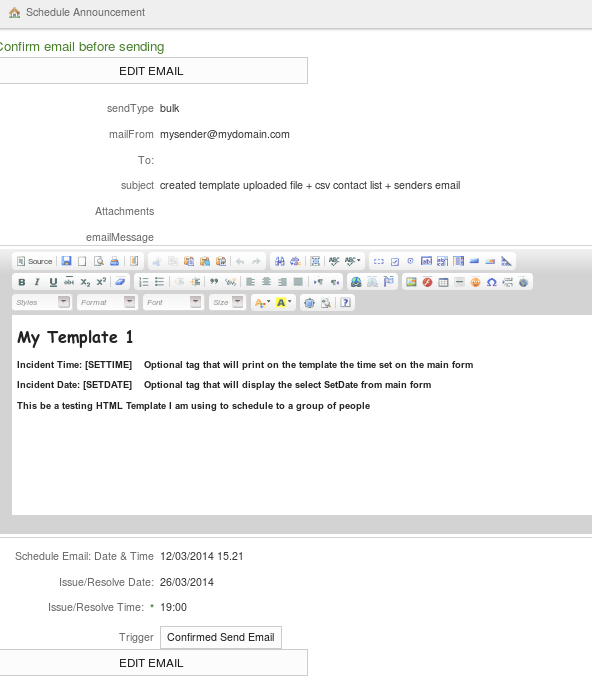 Schedule Announcement
Confirm email before sending
EDIT EMAIL
sendType bulk
mailFrom mysender@mydomain.com
To:
subject created template uploaded file + csv contact list + senders email
Attachments
emailMessage
Source
B I U abc X₂ X²
Styles Format Font Size A A
My Template 1
Incident Time: [SETTIME] Optional tag that will print on the template the time set on the main form
Incident Date: [SETDATE] Optional tag that will display the select SetDate from main form
This be a testing HTML Template I am using to schedule to a group of people
Schedule Email: Date & Time 12/03/2014 15.21
Issue/Resolve Date: 26/03/2014
Issue/Resolve Time: * 19:00
Trigger Confirmed Send Email
EDIT EMAIL